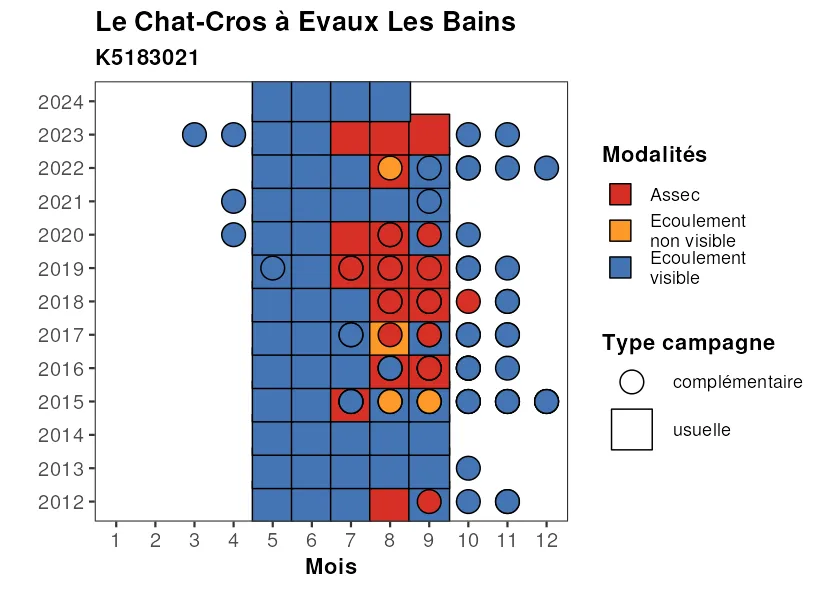 Le Chat-Cros à Evaux Les Bains
K5183021
2024
2023
2022
2021
2020
2019
2018
2017
2016
2015
2014
2013
2012
1 2 3 4 5 6 7 8 9 10 11 12
Mois
Modalités
Assec
Ecoulement
non visible
Ecoulement
visible
Type campagne
complémentaire
usuelle